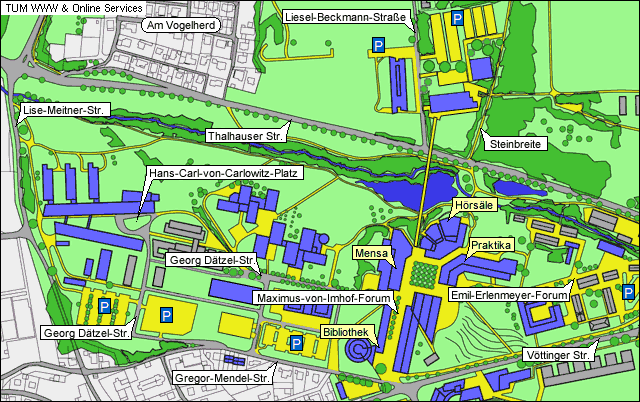 TUM WWW & Online Services
Liesel-Beckmann-Straße
Am Vogelherd
P
P
Lise-Meitner-Str.
Thalhauser Str.
Steinbreite
Hans-Carl-von-Carlowitz-Platz
Hörsäle
Praktika
Mensa
Georg Dätzel-Str.
Maximus-von-Imhof-Forum
Emil-Erlenmeyer-Forum
P
P
P
Georg Dätzel-Str.
Bibliothek
P
Vöttinger Str.
Gregor-Mendel-Str.